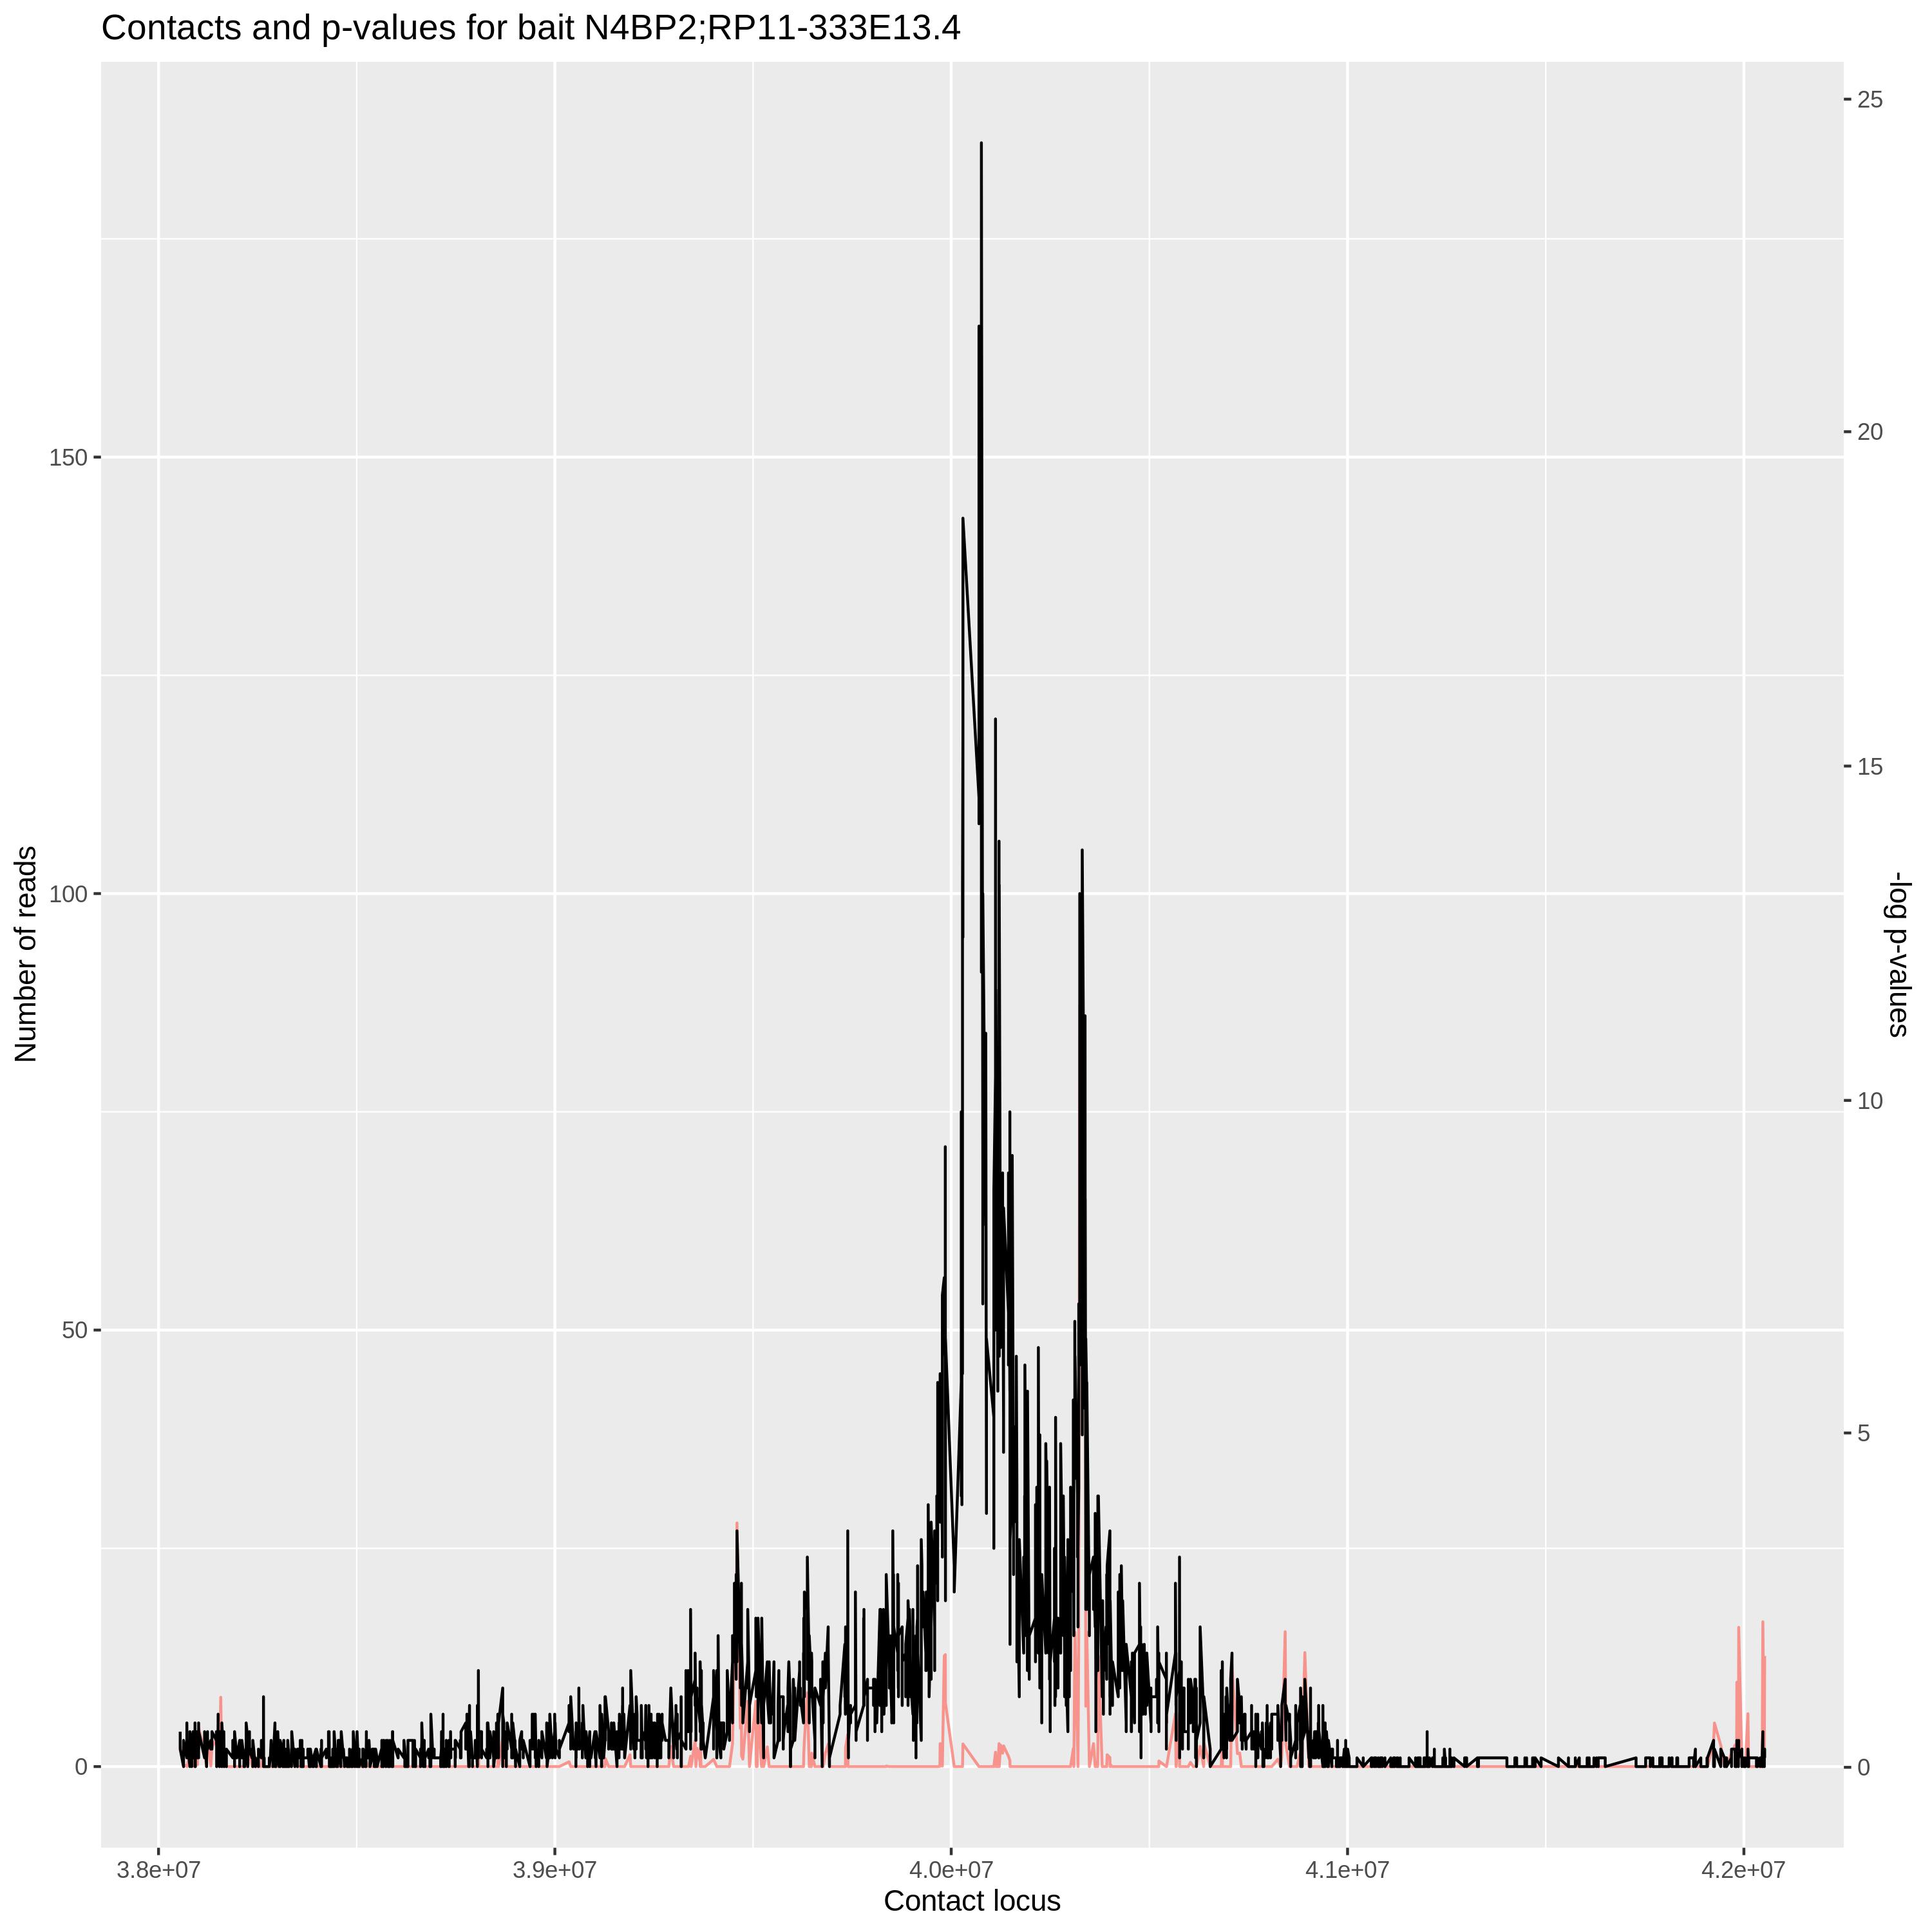 Contacts and p-values for bait N4BP2;RP11-333E13.4
Number of reads
150
100
50
0
25
20
15
10
5
0
-log p-values
3.8e+07
3.9e+07
4.0e+07
4.1e+07
4.2e+07
Contact locus